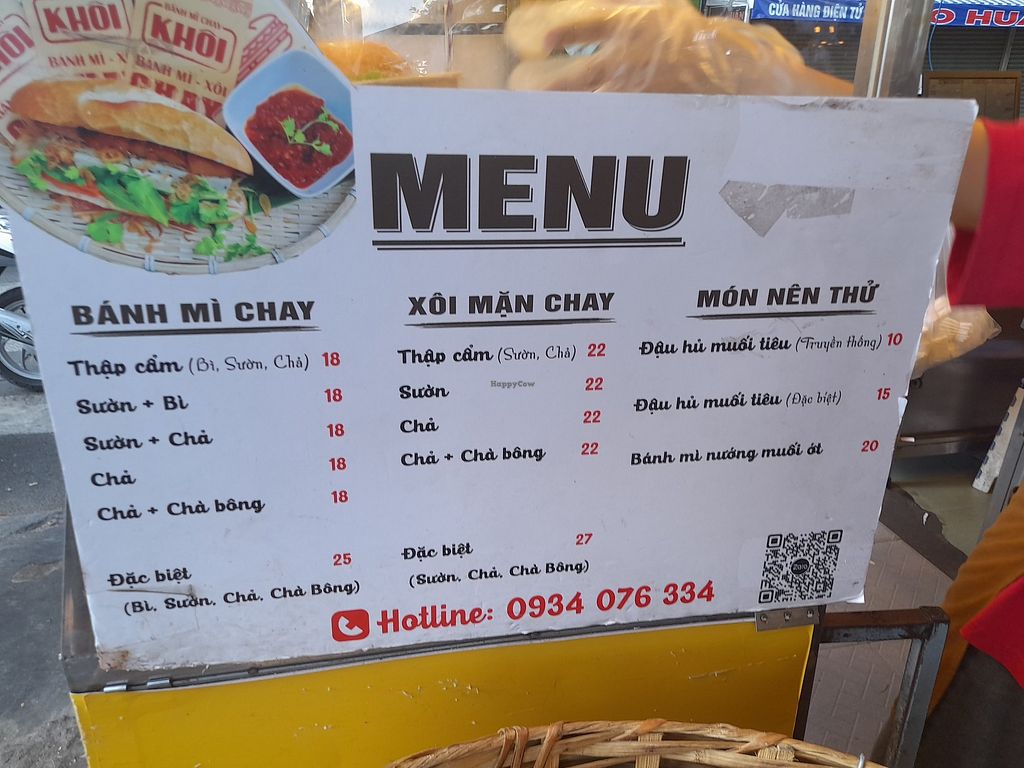 KHÔI
BÁNH MÌ CHAY
KHÔI
BÁNH MÌ - XÔI
CHAY
CỬA HÀNG ĐIỆN TỬ
MENU
BÁNH MÌ CHAY
Thập cẩm (Bì, Sườn, Chả) 18
Sườn + Bì 18
Sườn + Chả 18
Chả 18
Chả + Chà bông 18
Đặc biệt 25
(Bì, Sườn, Chả, Chà Bông)
XÔI MẶN CHAY
Thập cẩm (Sườn, Chả) 22
Sườn 22
Chả 22
Chả + Chà bông 22
Đặc biệt 27
(Sườn, Chả, Chà Bông)
MÓN NÊN THỬ
Đậu hủ muối tiêu (Truyền thống) 10
Đậu hủ muối tiêu (Đặc biệt) 15
Bánh mì nướng muối ớt 20
HappyCow
Hotline: 0934 076 334
Zalo